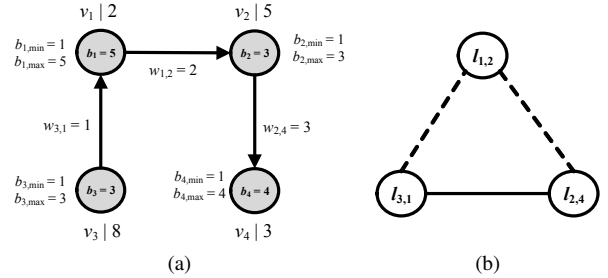 v₁ | 2
v₂ | 5
b₁,min = 1
b₁,max = 5
b₁ = 5
w₁,₂ = 2
b₂ = 3
b₂,min = 1
b₂,max = 3
w₃,₁ = 1
w₂,₄ = 3
b₃,min = 1
b₃,max = 3
b₃ = 3
b₄,min = 1
b₄,max = 4
b₄ = 4
v₃ | 8
v₄ | 3
(a)
l₁,₂
l₃,₁
l₂,₄
(b)